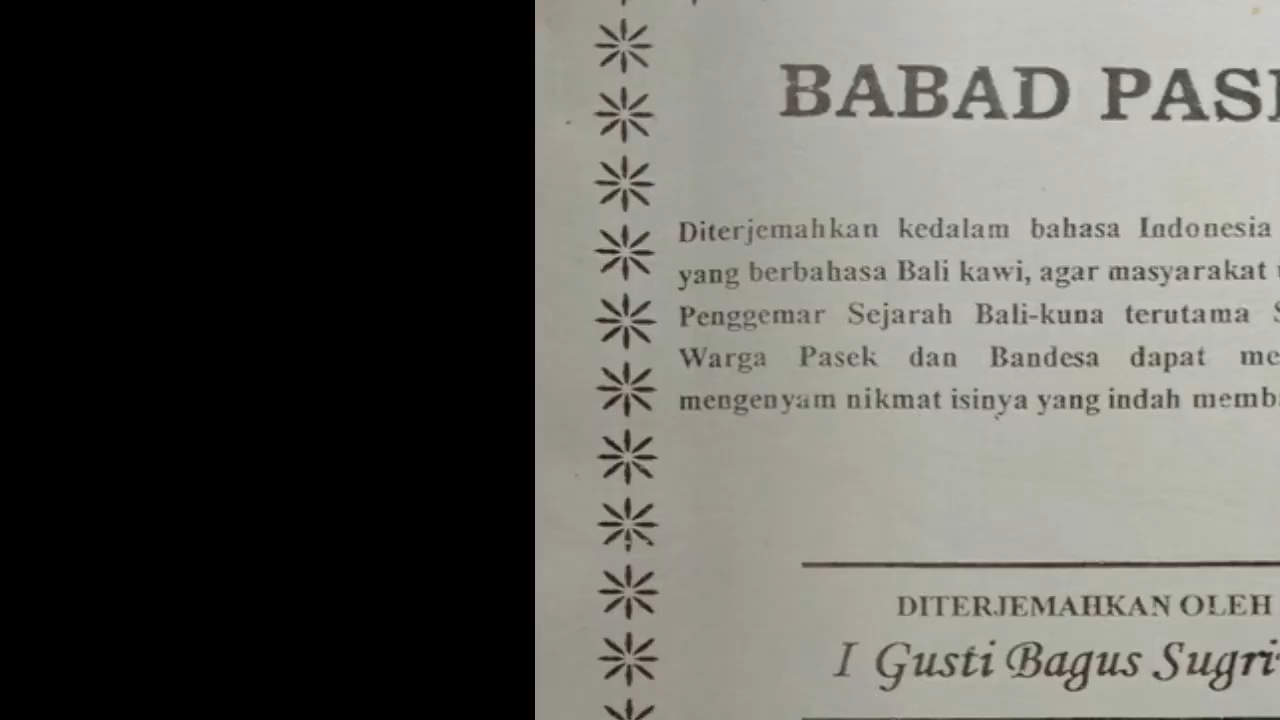 BABAD
Diterjemahkan kedalam bahasa Indonesia
yang berbahasa Bali kawi, agar masyarakat
Penggemar Sejarah Bali-kuna terutama
Warga Pasek dan Bandesa dapat
mengenyam nikmat isinya yang indah
DITERJEMAHKAN OLEH
I Gusti Bagus